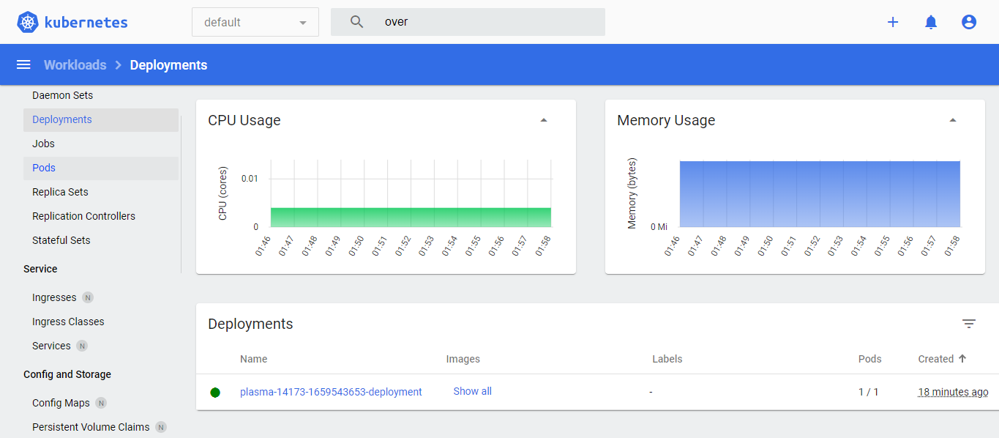 kubernetes
default
over
Workloads
Deployments
Daemon Sets
Deployments
Jobs
Pods
Replica Sets
Replication Controllers
Stateful Sets
Service
Ingresses N
Ingress Classes
Services N
Config and Storage
Config Maps N
Persistent Volume Claims N
CPU Usage
CPU (cores)
0.01
0
01:46 01:47 01:48 01:49 01:50 01:51 01:52 01:53 01:54 01:55 01:56 01:57 01:58
Memory Usage
Memory (bytes)
0 Mi
01:46 01:47 01:48 01:49 01:50 01:51 01:52 01:53 01:54 01:55 01:56 01:57 01:58
Deployments
Name Images Labels Pods Created
plasma-14173-1659543653-deployment Show all - 1 / 1 18 minutes ago